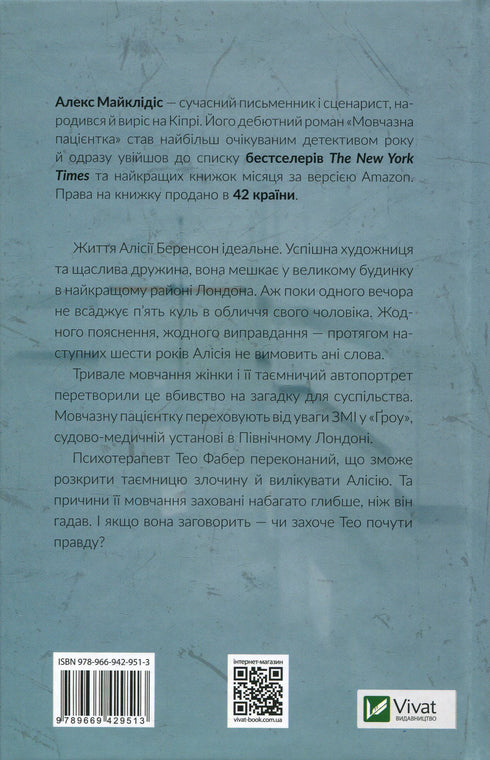 Алекс Майклідіс — сучасний письменник і сценарист, на-
родився й виріс на Кіпрі. Його дебютний роман «Мовчазна
пацієнтка» став найбільш очікуваним детективом року
й одразу увійшов до списку бестселерів The New York
Times та найкращих книжок місяця за версією Amazon.
Права на книжку продано в 42 країни.
Життя Алісії Беренсон ідеальне. Успішна художниця
та щаслива дружина, вона мешкає у великому будинку
в найкращому районі Лондона. Аж поки одного вечора
не всаджує п'ять куль в обличчя свого чоловіка. Жод-
ного пояснення, жодного виправдання — протягом на-
ступних шести років Алісія не вимовить ані слова.
Тривале мовчання жінки і її таємничий автопортрет
перетворили це вбивство на загадку для суспільства.
Мовчазну пацієнтку переховують від уваги ЗМІ у «Ґроу»,
судово-медичній установі в Північному Лондоні.
Психотерапевт Тео Фабер переконаний, що зможе
розкрити таємницю злочину й вилікувати Алісію. Та
причини її мовчання заховані набагато глибше, ніж він
гадав. І якщо вона заговорить — чи захоче Тео почути
правду?
ISBN 978-966-942-951-3
9 789669 429513
інтернет-магазин
vivat-book.com.ua
Vivat
ВИДАВНИЦТВО